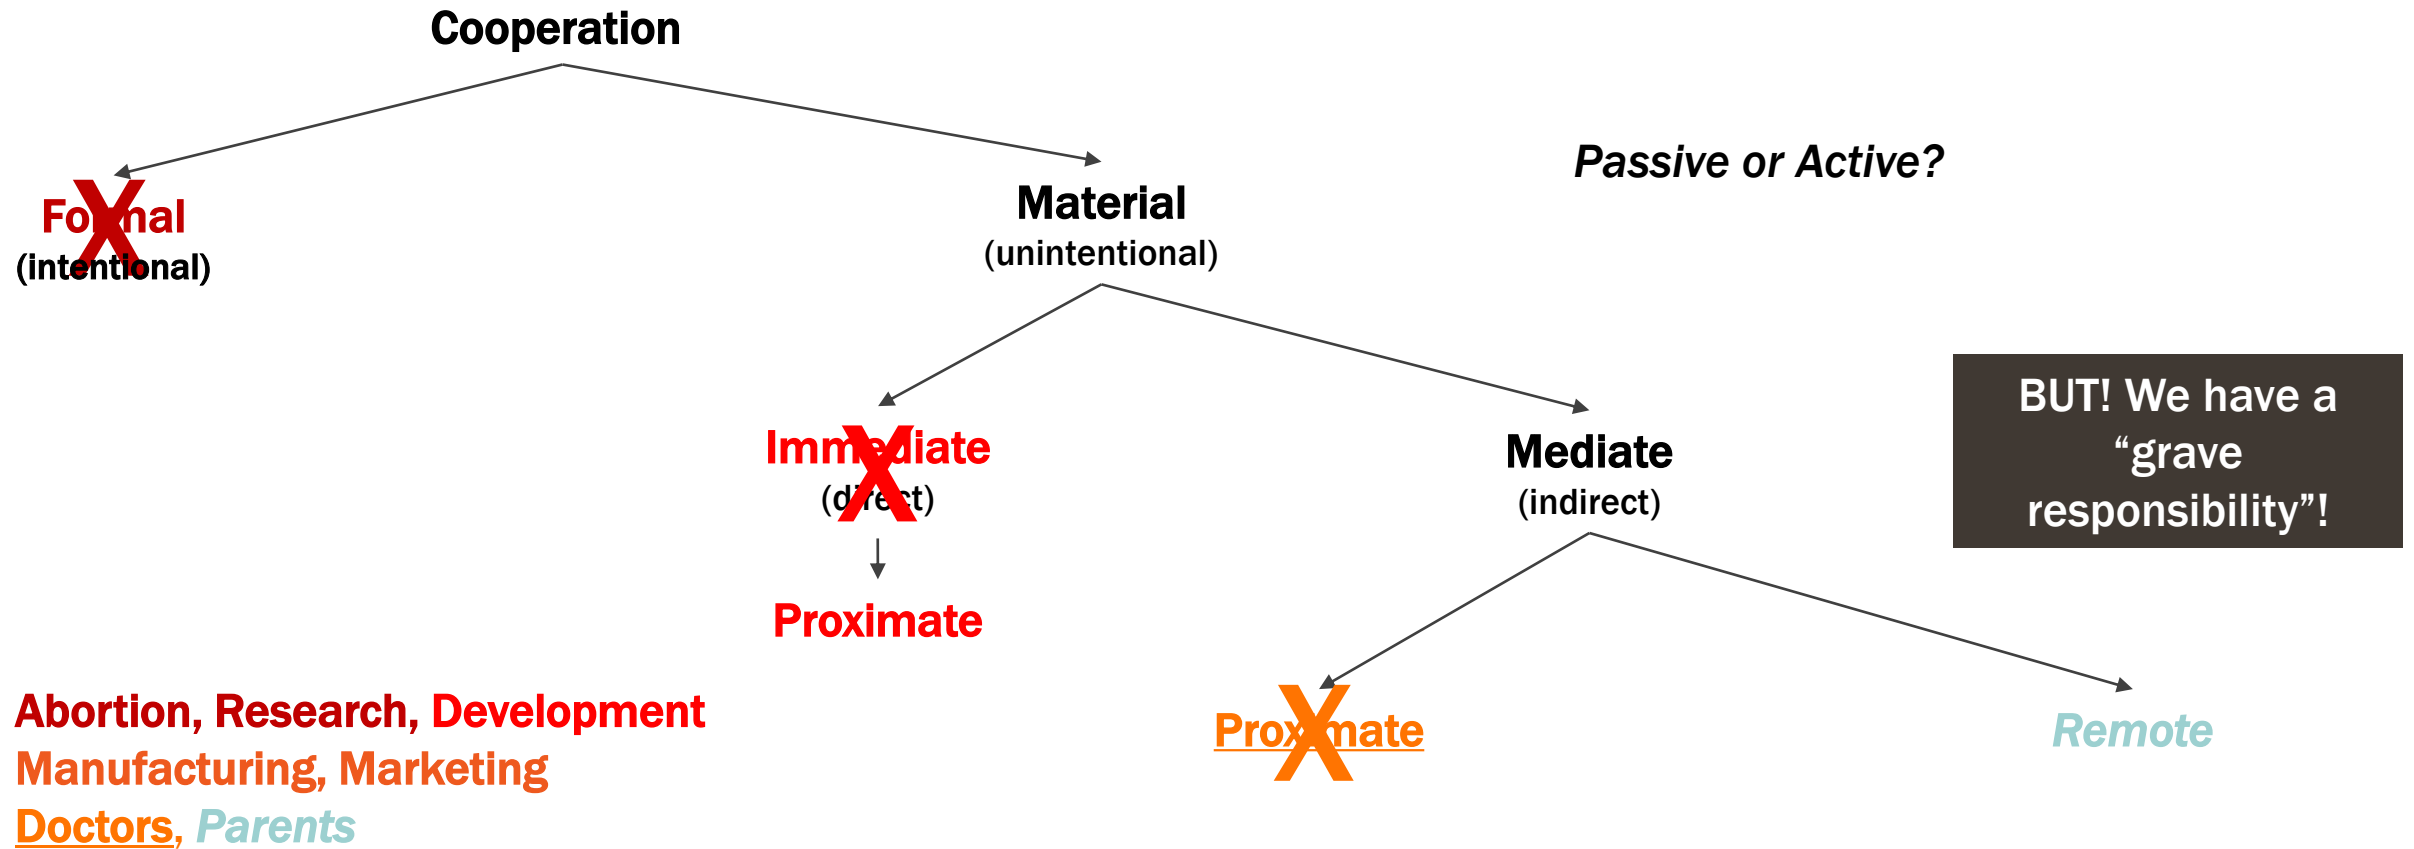 Cooperation
Passive or Active?
Formal
(intentional)
X
Material
(unintentional)
BUT! We have a
“grave
responsibility”!
Immediate
(direct)
X
Mediate
(indirect)
Proximate
Proximate
X
Remote
Abortion, Research, Development
Manufacturing, Marketing
Doctors, Parents